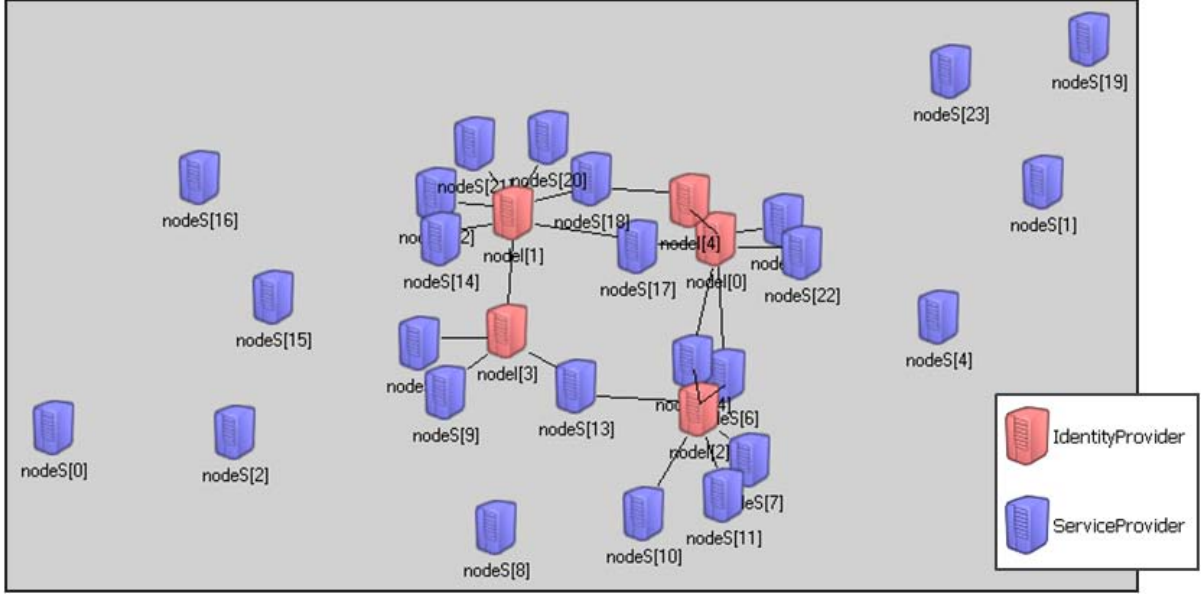 nodeS[19]
nodeS[23]
nodeS[16]
nodeS[21]
nodeS[20]
nodeS[18]
nodeS[1]
nodeI[4]
nodeI[1]
nodeS[14]
nodeI[0]
nodeS[17]
nodeS[22]
nodeS[15]
nodeS[4]
nodeI[3]
nodeS[9]
nodeS[13]
nodeI[2]
nodeS[0]
nodeS[2]
nodeS[10]
nodeS[11]
nodeS[8]
IdentityProvider
ServiceProvider